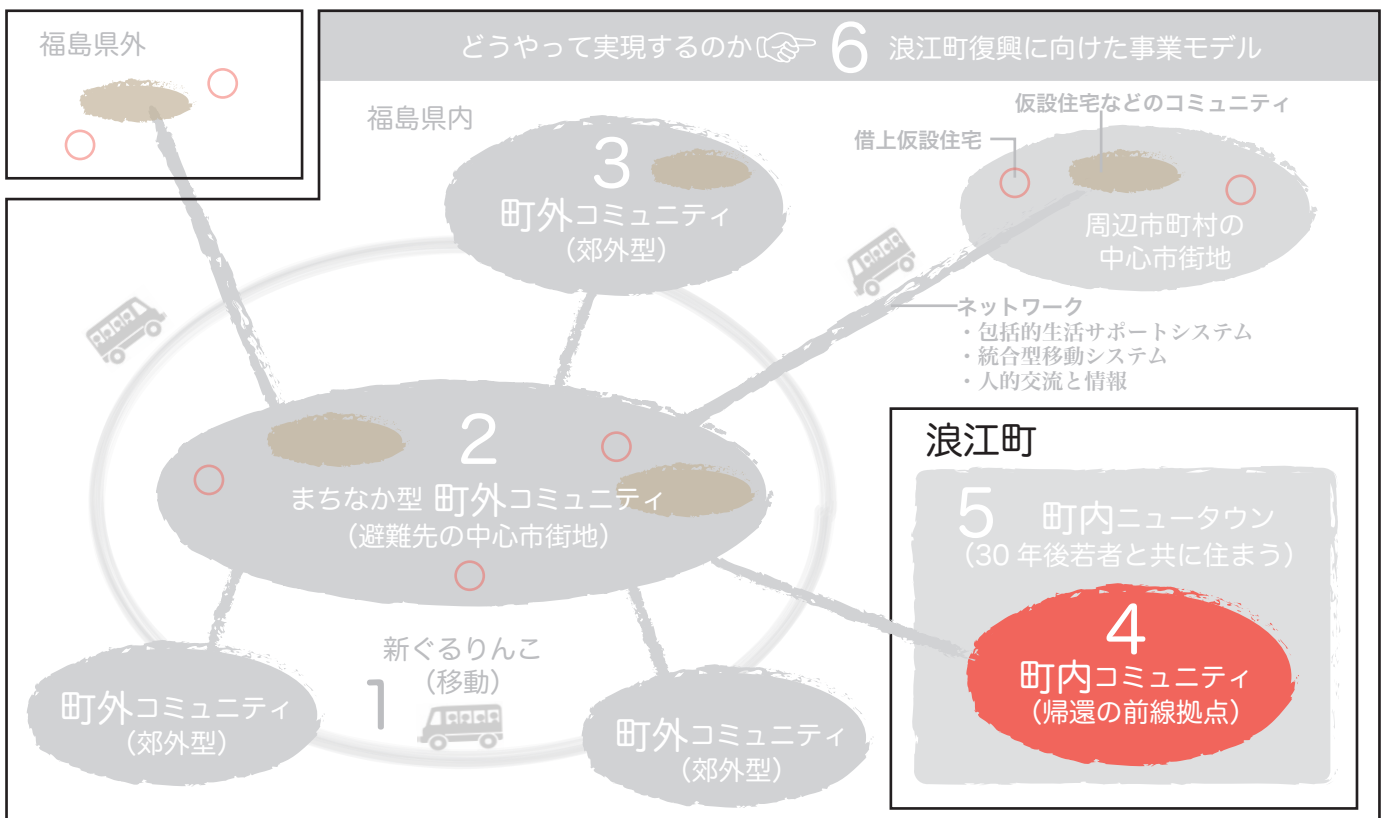 福島県外
どうやって実現するのか 6 浪江町復興に向けた事業モデル
福島県内
仮設住宅などのコミュニティ
借上仮設住宅
3
町外コミュニティ
（郊外型）
周辺市町村の
中心市街地
ネットワーク
・包括的生活サポートシステム
・統合型移動システム
・人的交流と情報
2
まちなか型 町外コミュニティ
（避難先の中心市街地）
浪江町
5 町内ニュータウン
（30 年後若者と共に住まう）
4
町内コミュニティ
（帰還の前線拠点）
1 新ぐるりんこ
（移動）
町外コミュニティ
（郊外型）
町外コミュニティ
（郊外型）